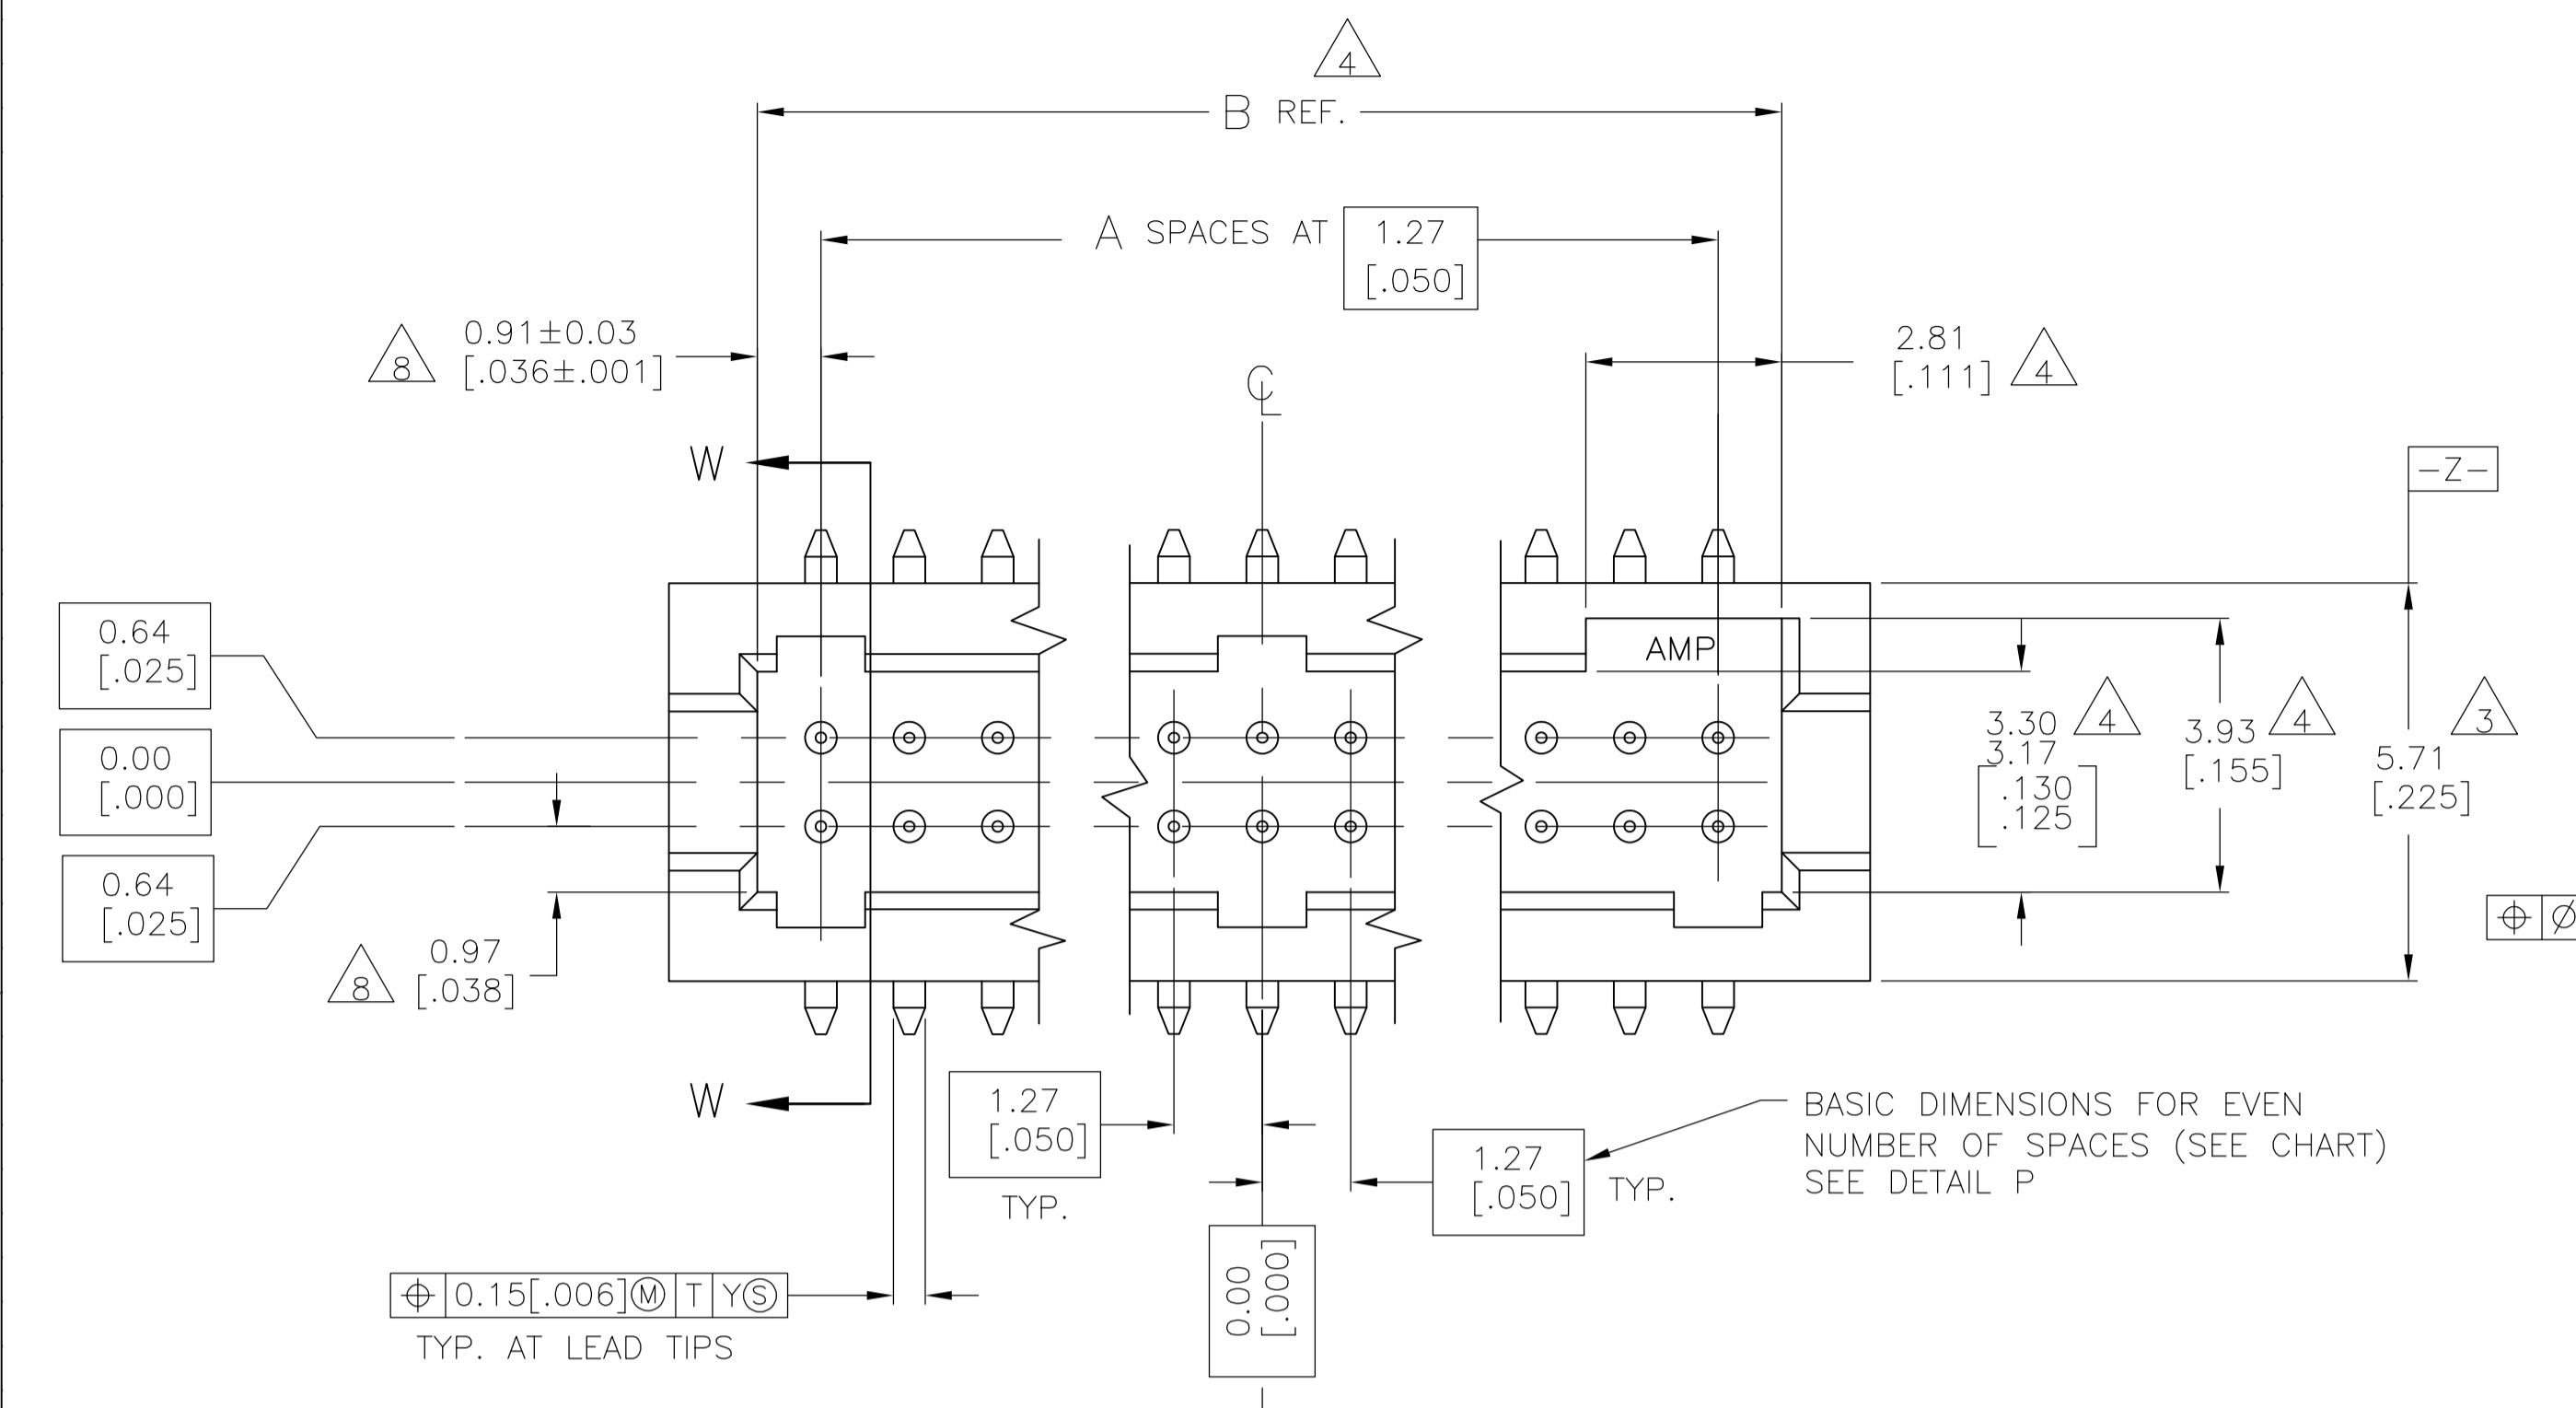 4
B REF.
A SPACES AT
1.27
[.050]
8
0.91±0.03
[.036±.001]
2.81
[.111]
4
℄
W
-Z-
0.64
[.025]
AMP
0.00
[.000]
3.30
3.17
[.130
.125]
4
3.93
[.155]
4
5.71
[.225]
3
0.64
[.025]
⌖ ⌀
8
0.97
[.038]
W
1.27
[.050]
TYP.
1.27
[.050]
TYP.
BASIC DIMENSIONS FOR EVEN
NUMBER OF SPACES (SEE CHART)
SEE DETAIL P
0.00
[.000]
⌖ 0.15[.006]Ⓜ T YⓈ
TYP. AT LEAD TIPS